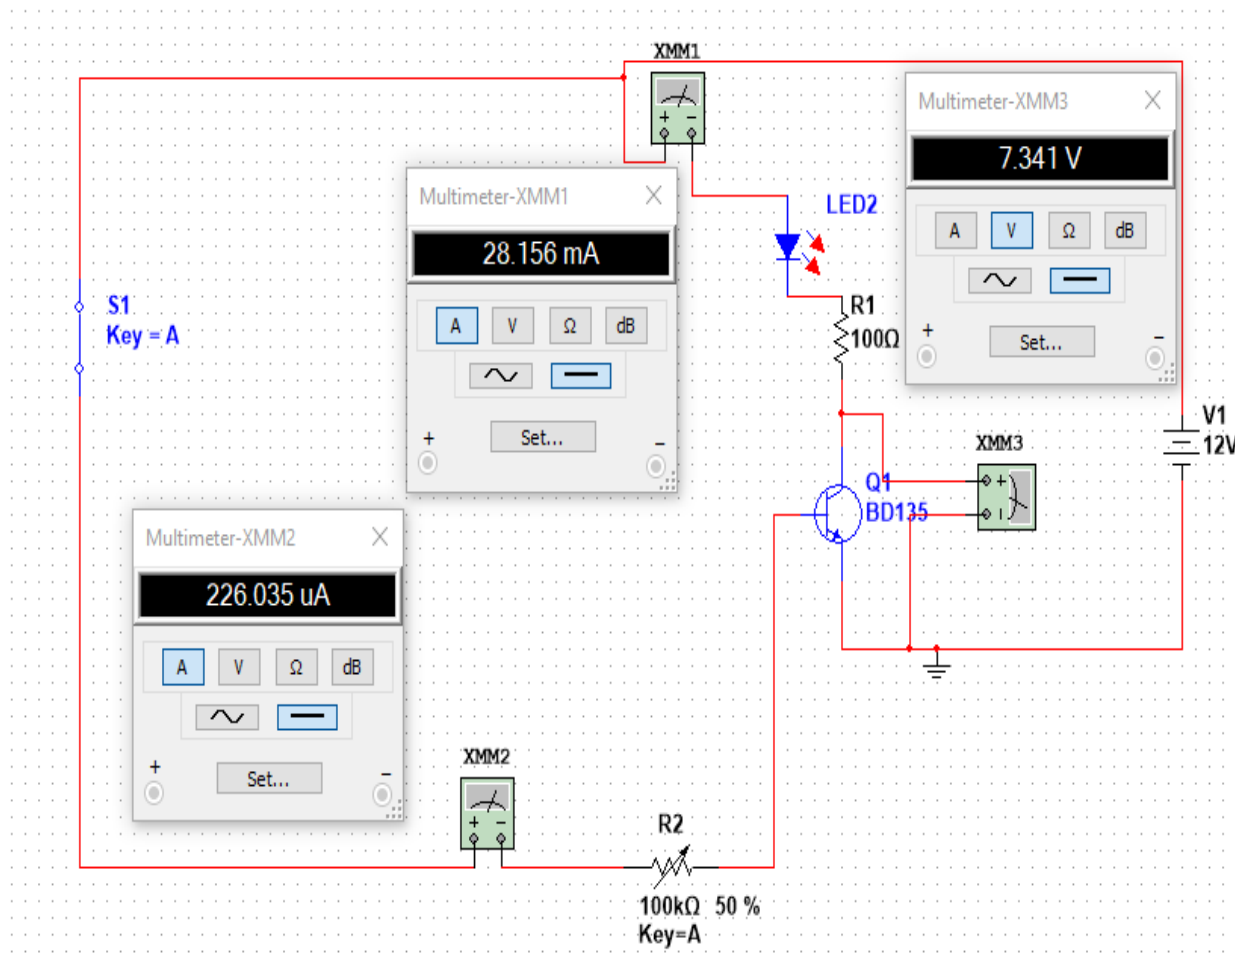 XMM1
Multimeter-XMM3
7.341 V
A V Ω dB
Set...
+ −
Multimeter-XMM1
28.156 mA
A V Ω dB
Set...
+ −
LED2
R1
100Ω
S1
Key = A
V1
12V
XMM3
+
Q1
BD135
Multimeter-XMM2
226.035 uA
A V Ω dB
Set...
+ −
XMM2
+ −
R2
100kΩ 50 %
Key=A